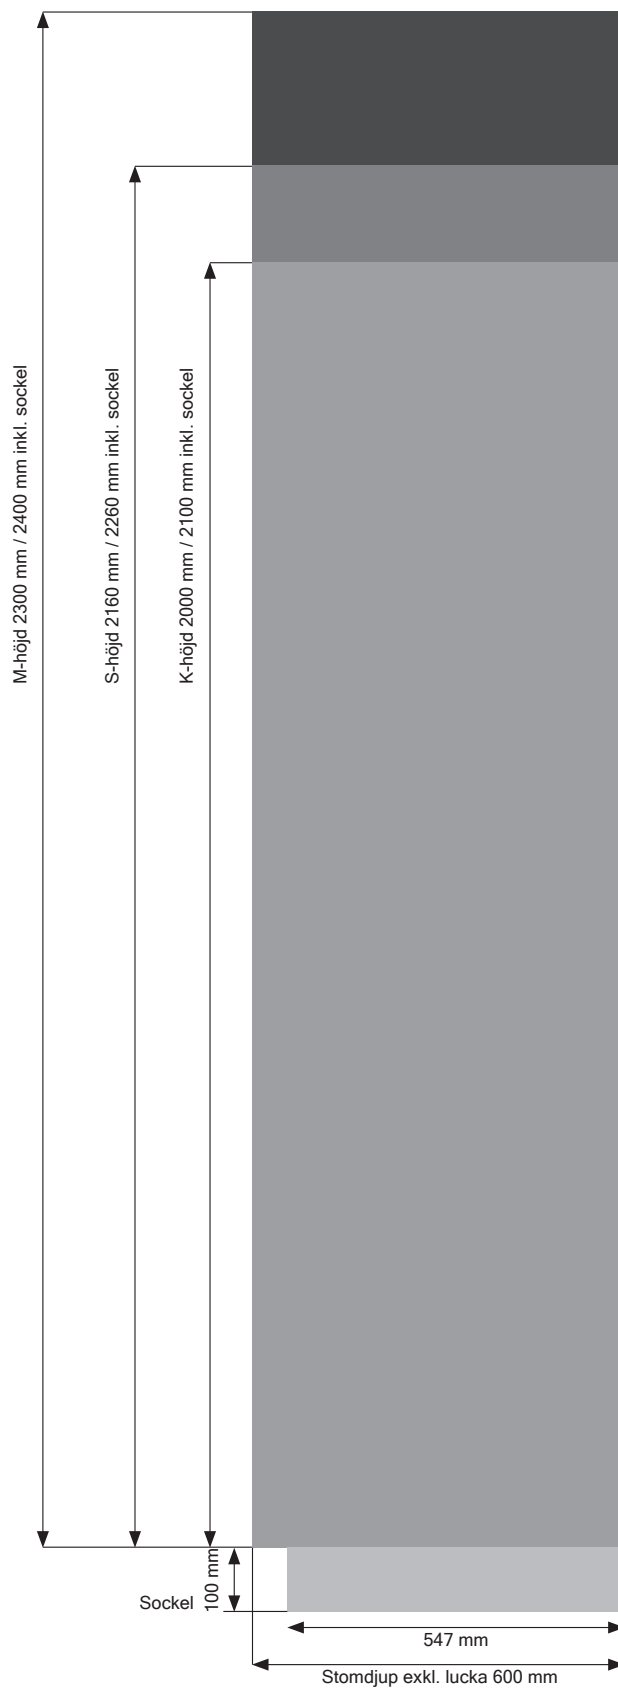 M-höjd 2300 mm / 2400 mm inkl. sockel
S-höjd 2160 mm / 2260 mm inkl. sockel
K-höjd 2000 mm / 2100 mm inkl. sockel
100 mm
Sockel
547 mm
Stomdjup exkl. lucka 600 mm